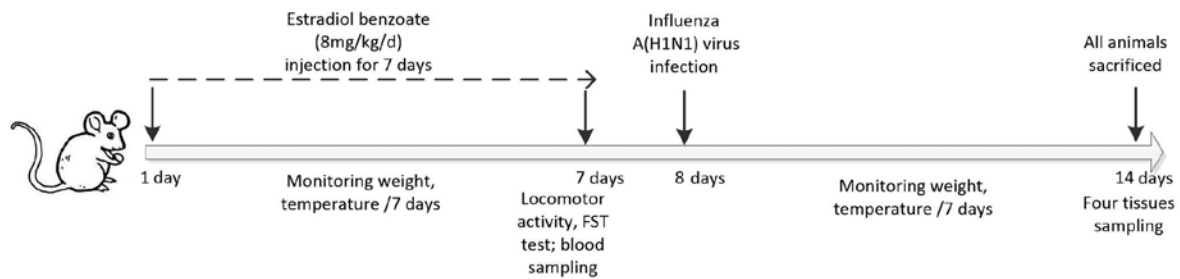 Estradiol benzoate
(8mg/kg/d)
injection for 7 days
Influenza
A(H1N1) virus
infection
All animals
sacrificed
1 day
Monitoring weight,
temperature /7 days
7 days
Locomotor
activity, FST
test; blood
sampling
8 days
Monitoring weight,
temperature /7 days
14 days
Four tissues
sampling